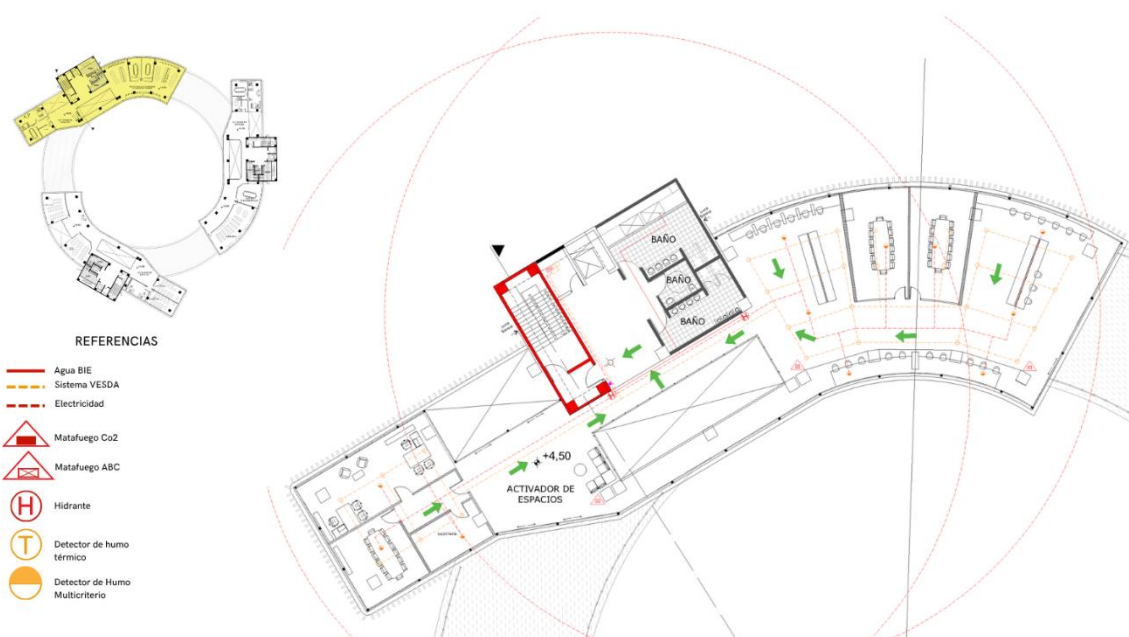 REFERENCIAS
Agua BIE
Sistema VESDA
Electricidad
Matafuego Co2
Matafuego ABC
H
Hidrante
T
Detector de humo
térmico
Detector de Humo
Multicriterio
BAÑO
BAÑO
BAÑO
H
H
+4,50
ACTIVADOR DE
ESPACIOS